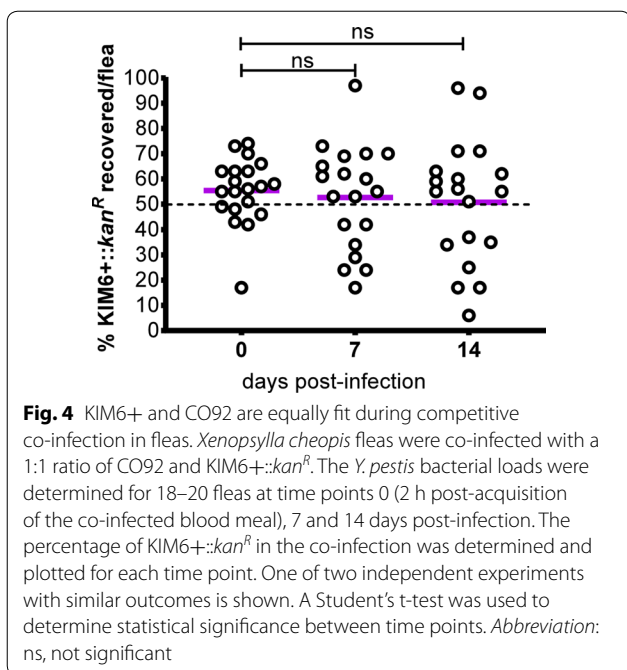 ns
ns
% KIM6+::kanR recovered/flea
100
90
80
70
60
50
40
30
20
10
0
0 7 14
days post-infection
Fig. 4 KIM6+ and CO92 are equally fit during competitive
co-infection in fleas. Xenopsylla cheopis fleas were co-infected with a
1:1 ratio of CO92 and KIM6+::kanR. The Y. pestis bacterial loads were
determined for 18–20 fleas at time points 0 (2 h post-acquisition
of the co-infected blood meal), 7 and 14 days post-infection. The
percentage of KIM6+::kanR in the co-infection was determined and
plotted for each time point. One of two independent experiments
with similar outcomes is shown. A Student's t-test was used to
determine statistical significance between time points. Abbreviation:
ns, not significant